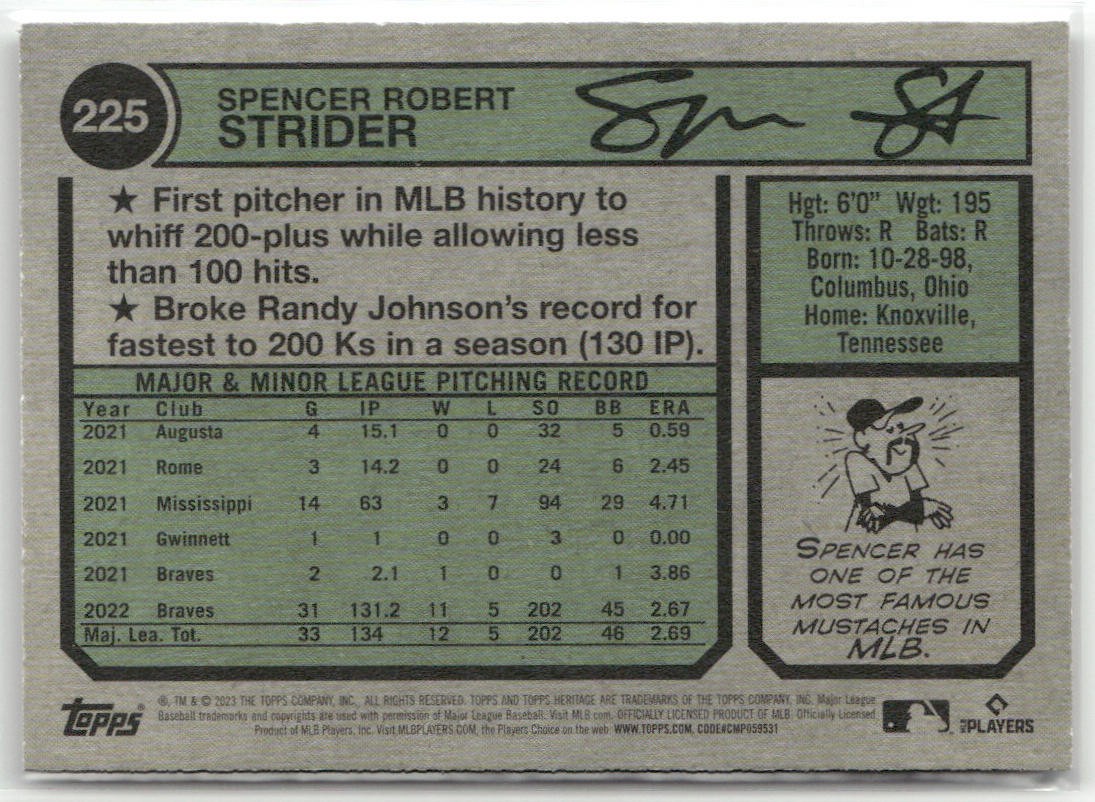 225
SPENCER ROBERT
STRIDER
★ First pitcher in MLB history to
whiff 200-plus while allowing less
than 100 hits.
★ Broke Randy Johnson's record for
fastest to 200 Ks in a season (130 IP).
Hgt: 6'0" Wgt: 195
Throws: R Bats: R
Born: 10-28-98,
Columbus, Ohio
Home: Knoxville,
Tennessee
MAJOR & MINOR LEAGUE PITCHING RECORD
Year Club G IP W L SO BB ERA
2021 Augusta 4 15.1 0 0 32 5 0.59
2021 Rome 3 14.2 0 0 24 6 2.45
2021 Mississippi 14 63 3 7 94 29 4.71
2021 Gwinnett 1 1 0 0 3 0 0.00
2021 Braves 2 2.1 1 0 0 1 3.86
2022 Braves 31 131.2 11 5 202 45 2.67
Maj. Lea. Tot. 33 134 12 5 202 46 2.69
SPENCER HAS
ONE OF THE
MOST FAMOUS
MUSTACHES IN
MLB.
Topps
®, TM & © 2023 THE TOPPS COMPANY, INC. ALL RIGHTS RESERVED. TOPPS AND TOPPS HERITAGE ARE TRADEMARKS OF THE TOPPS COMPANY, INC. Major League
Baseball trademarks and copyrights are used with permission of Major League Baseball. Visit MLB.com. OFFICIALLY LICENSED PRODUCT OF MLB. Officially Licensed
Product of MLB Players, Inc. Visit MLBPLAYERS.COM, the Players Choice on the web. WWW.TOPPS.COM. CODE#CMP059531
MLB PLAYERS